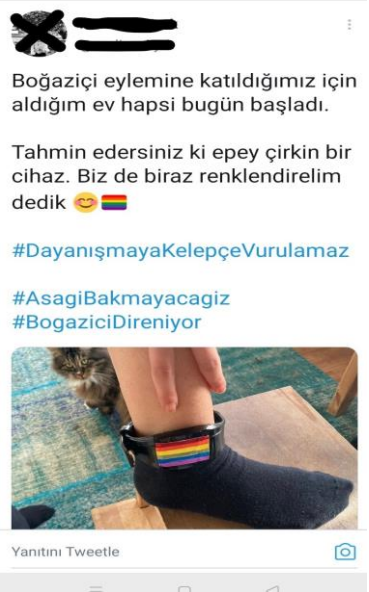 Boğaziçi eylemine katıldığımız için
aldığım ev hapsi bugün başladı.
Tahmin edersiniz ki epey çirkin bir
cihaz. Biz de biraz renklendirelim
dedik 😊🏳️‍🌈
#DayanışmayaKelepçeVurulamaz
#AsagiBakmayacagiz
#BogaziciDireniyor
Yanıtını Tweetle